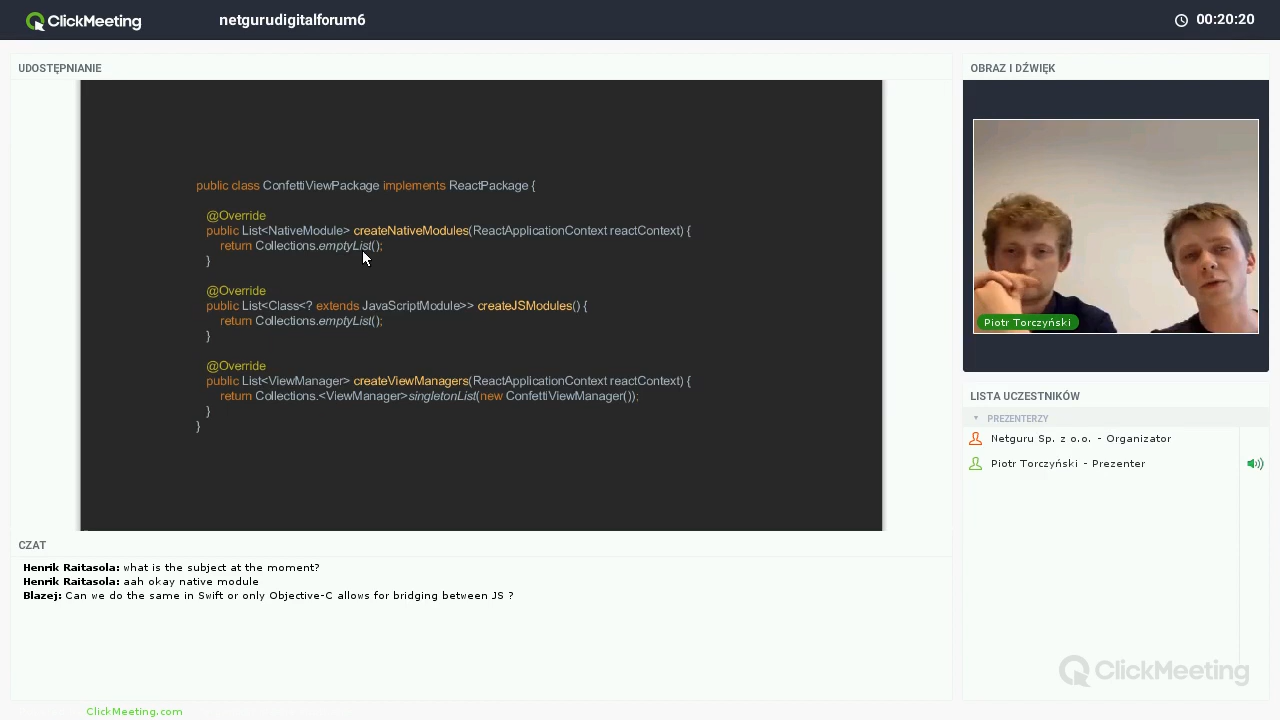 ClickMeeting
netgurudigitalforum6
00:20:20
UDOSTĘPNIANIE
public class ConfettiViewPackage implements ReactPackage {
@Override
public List<NativeModule> createNativeModules(ReactApplicationContext reactContext) {
return Collections.emptyList();
}
@Override
public List<Class<? extends JavaScriptModule>> createJSModules() {
return Collections.emptyList();
}
@Override
public List<ViewManager> createViewManagers(ReactApplicationContext reactContext) {
return Collections.<ViewManager>singletonList(new ConfettiViewManager());
}
}
CZAT
Henrik Raitasola: what is the subject at the moment?
Henrik Raitasola: aah okay native module
Blazej: Can we do the same in Swift or only Objective-C allows for bridging between JS ?
OBRAZ I DŹWIĘK
Piotr Torczyński
LISTA UCZESTNIKÓW
PREZENTERZY
Netguru Sp. z o.o. - Organizator
Piotr Torczyński - Prezenter
ClickMeeting
ClickMeeting.com